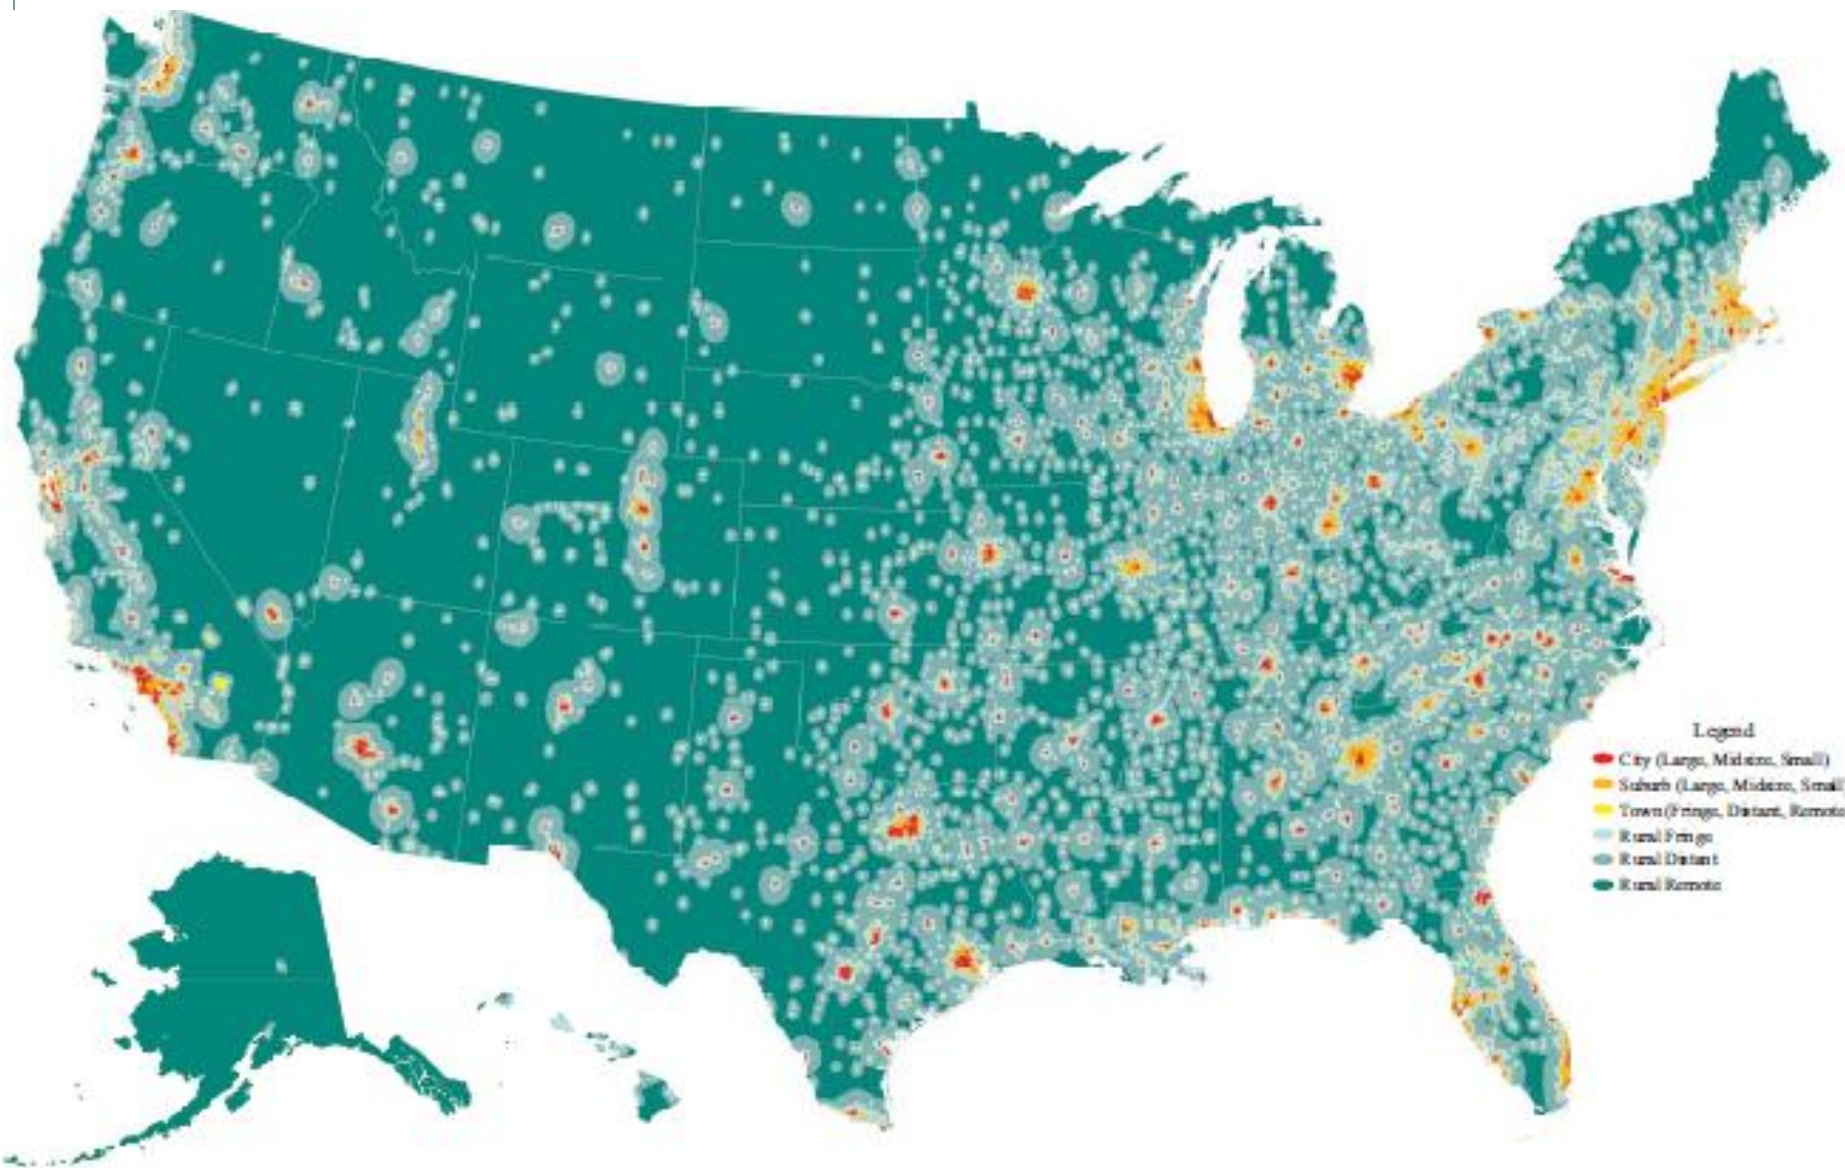 Legend
City (Large, Midsize, Small)
Suburb (Large, Midsize, Small
Town (Fringe, Distant, Remote
Rural Fringe
Rural Distant
Rural Remote